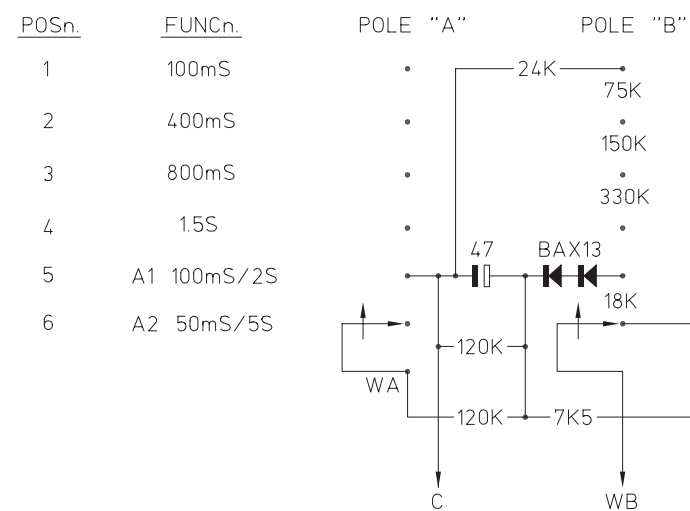 POSn. FUNCn. POLE "A" POLE "B"
1 100mS 24K
75K
2 400mS
150K
3 800mS
330K
4 1.5S
47 BAX13
5 A1 100mS/2S
18K
6 A2 50mS/5S
120K
WA
120K 7K5
C WB